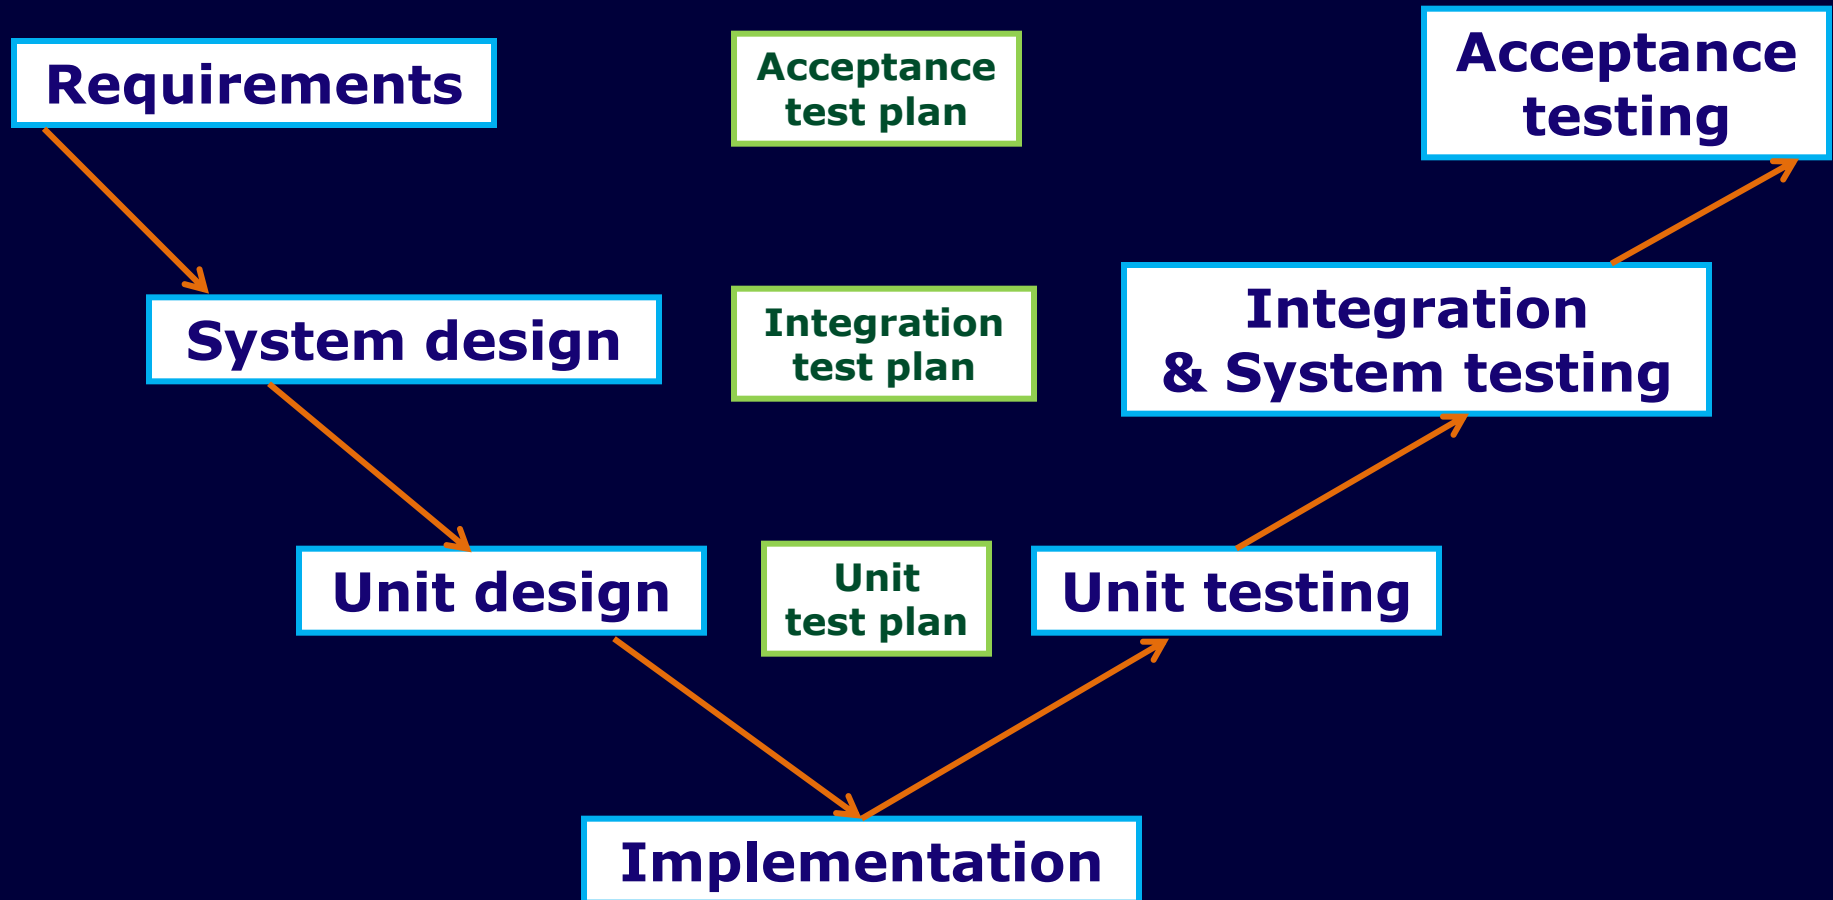 Requirements
Acceptance
test plan
Acceptance
testing
System design
Integration
test plan
Integration
& System testing
Unit design
Unit
test plan
Unit testing
Implementation